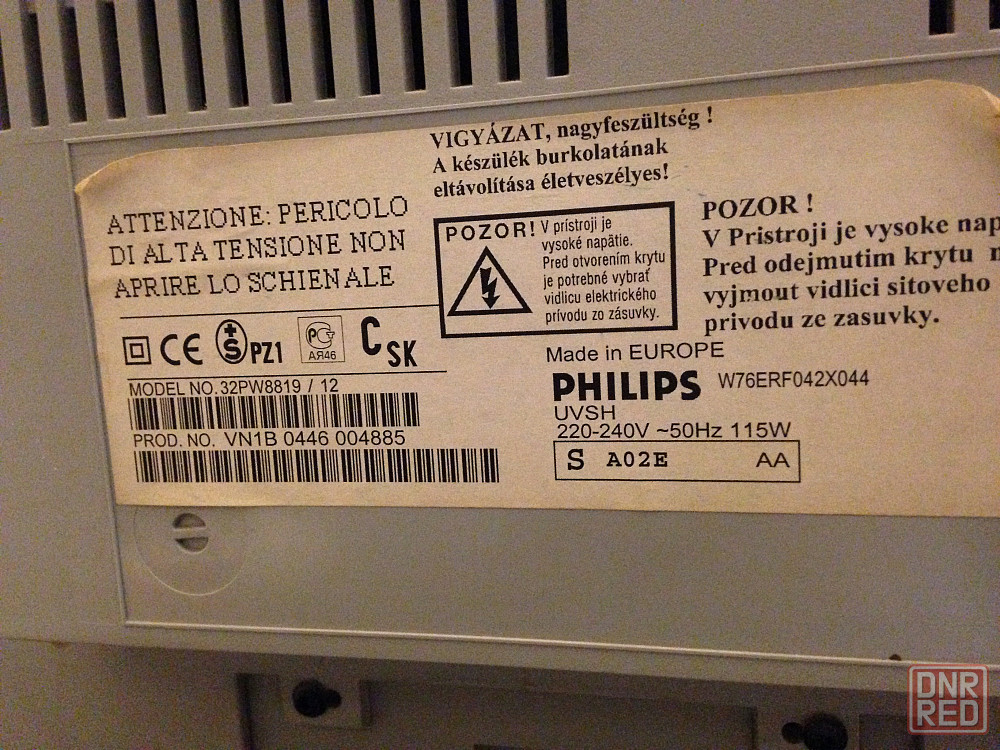 VIGYÁZAT, nagyfeszültség !
A készülék burkolatának
eltávolítása életveszélyes!
ATTENZIONE: PERICOLO
DI ALTA TENSIONE NON
APRIRE LO SCHIENALE
POZOR! V prístroji je
vysoké napätie.
Pred otvorením krytu
je potrebné vybrať
vidlicu elektrického
prívodu zo zásuvky.
POZOR !
V Pristroji je vysoke nap
Pred odejmutim krytu n
vyjmout vidlici sitoveho
privodu ze zasuvky.
CE S PZ1 РСТ АЯ46 C SK
MODEL NO. 32PW8819 / 12
PROD. NO. VN1B 0446 004885
Made in EUROPE
PHILIPS W76ERF042X044
UVSH
220-240V ~50Hz 115W
S A02E AA
DNR
RED